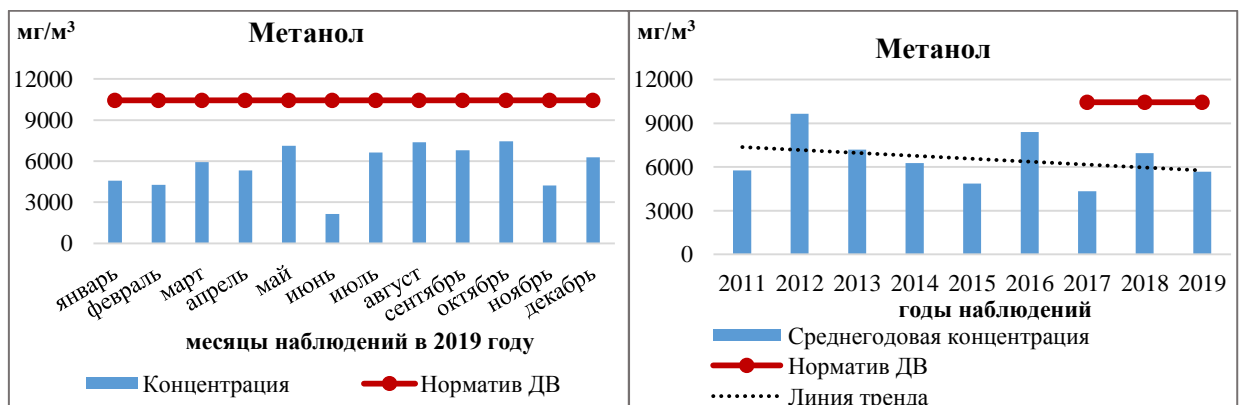 мг/м³
Метанол
12000
9000
6000
3000
0
январь
февраль
март
апрель
май
июнь
июль
август
сентябрь
октябрь
ноябрь
декабрь
месяцы наблюдений в 2019 году
Концентрация
Норматив ДВ
мг/м³
Метанол
12000
9000
6000
3000
0
2011 2012 2013 2014 2015 2016 2017 2018 2019
годы наблюдений
Среднегодовая концентрация
Норматив ДВ
Линия тренда